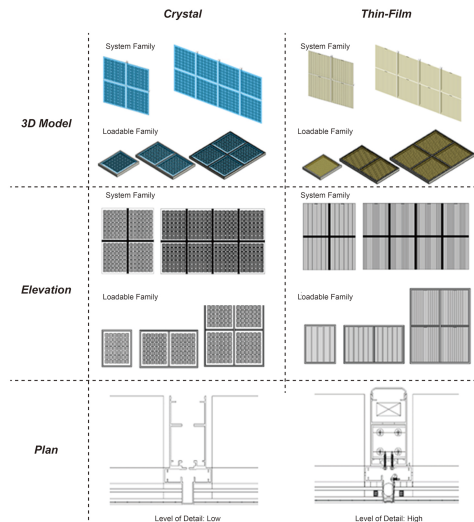 Crystal
Thin-Film
3D Model
System Family
System Family
Loadable Family
Loadable Family
Elevation
System Family
System Family
Loadable Family
Loadable Family
Plan
Level of Detail: Low
Level of Detail: High